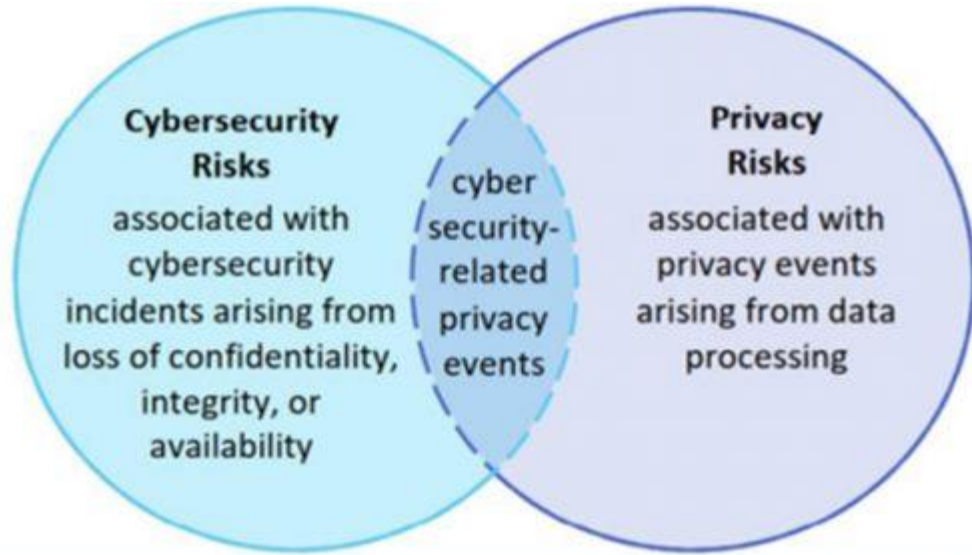 Cybersecurity
Risks
associated with
cybersecurity
incidents arising from
loss of confidentiality,
integrity, or
availability
cyber
security-
related
privacy
events
Privacy
Risks
associated with
privacy events
arising from data
processing